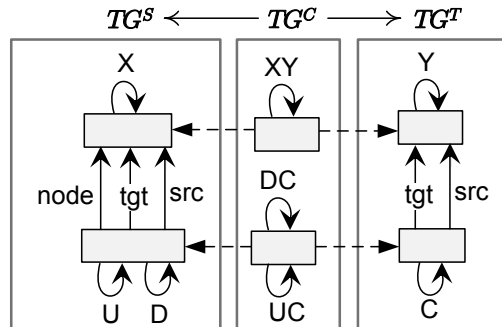 TG^S TG^C TG^T
X XY Y
node tgt src DC tgt src
U D UC C